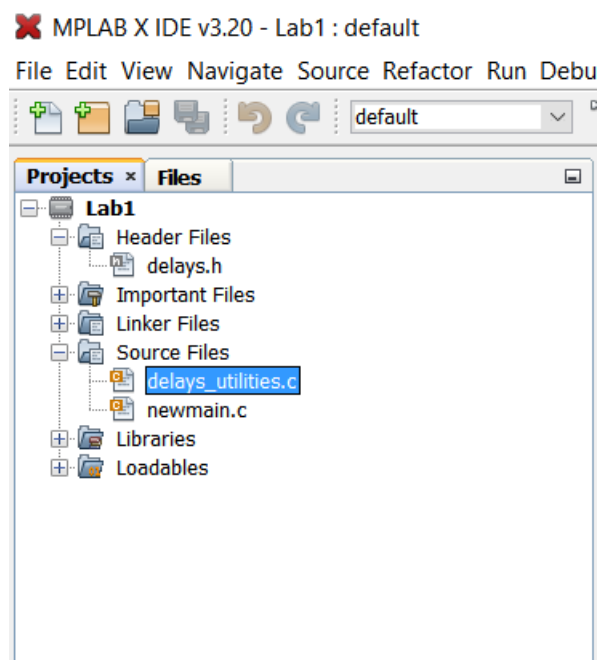 MPLAB X IDE v3.20 - Lab1 : default
File Edit View Navigate Source Refactor Run Debu
default
Projects × Files
Lab1
Header Files
delays.h
Important Files
Linker Files
Source Files
delays_utilities.c
newmain.c
Libraries
Loadables